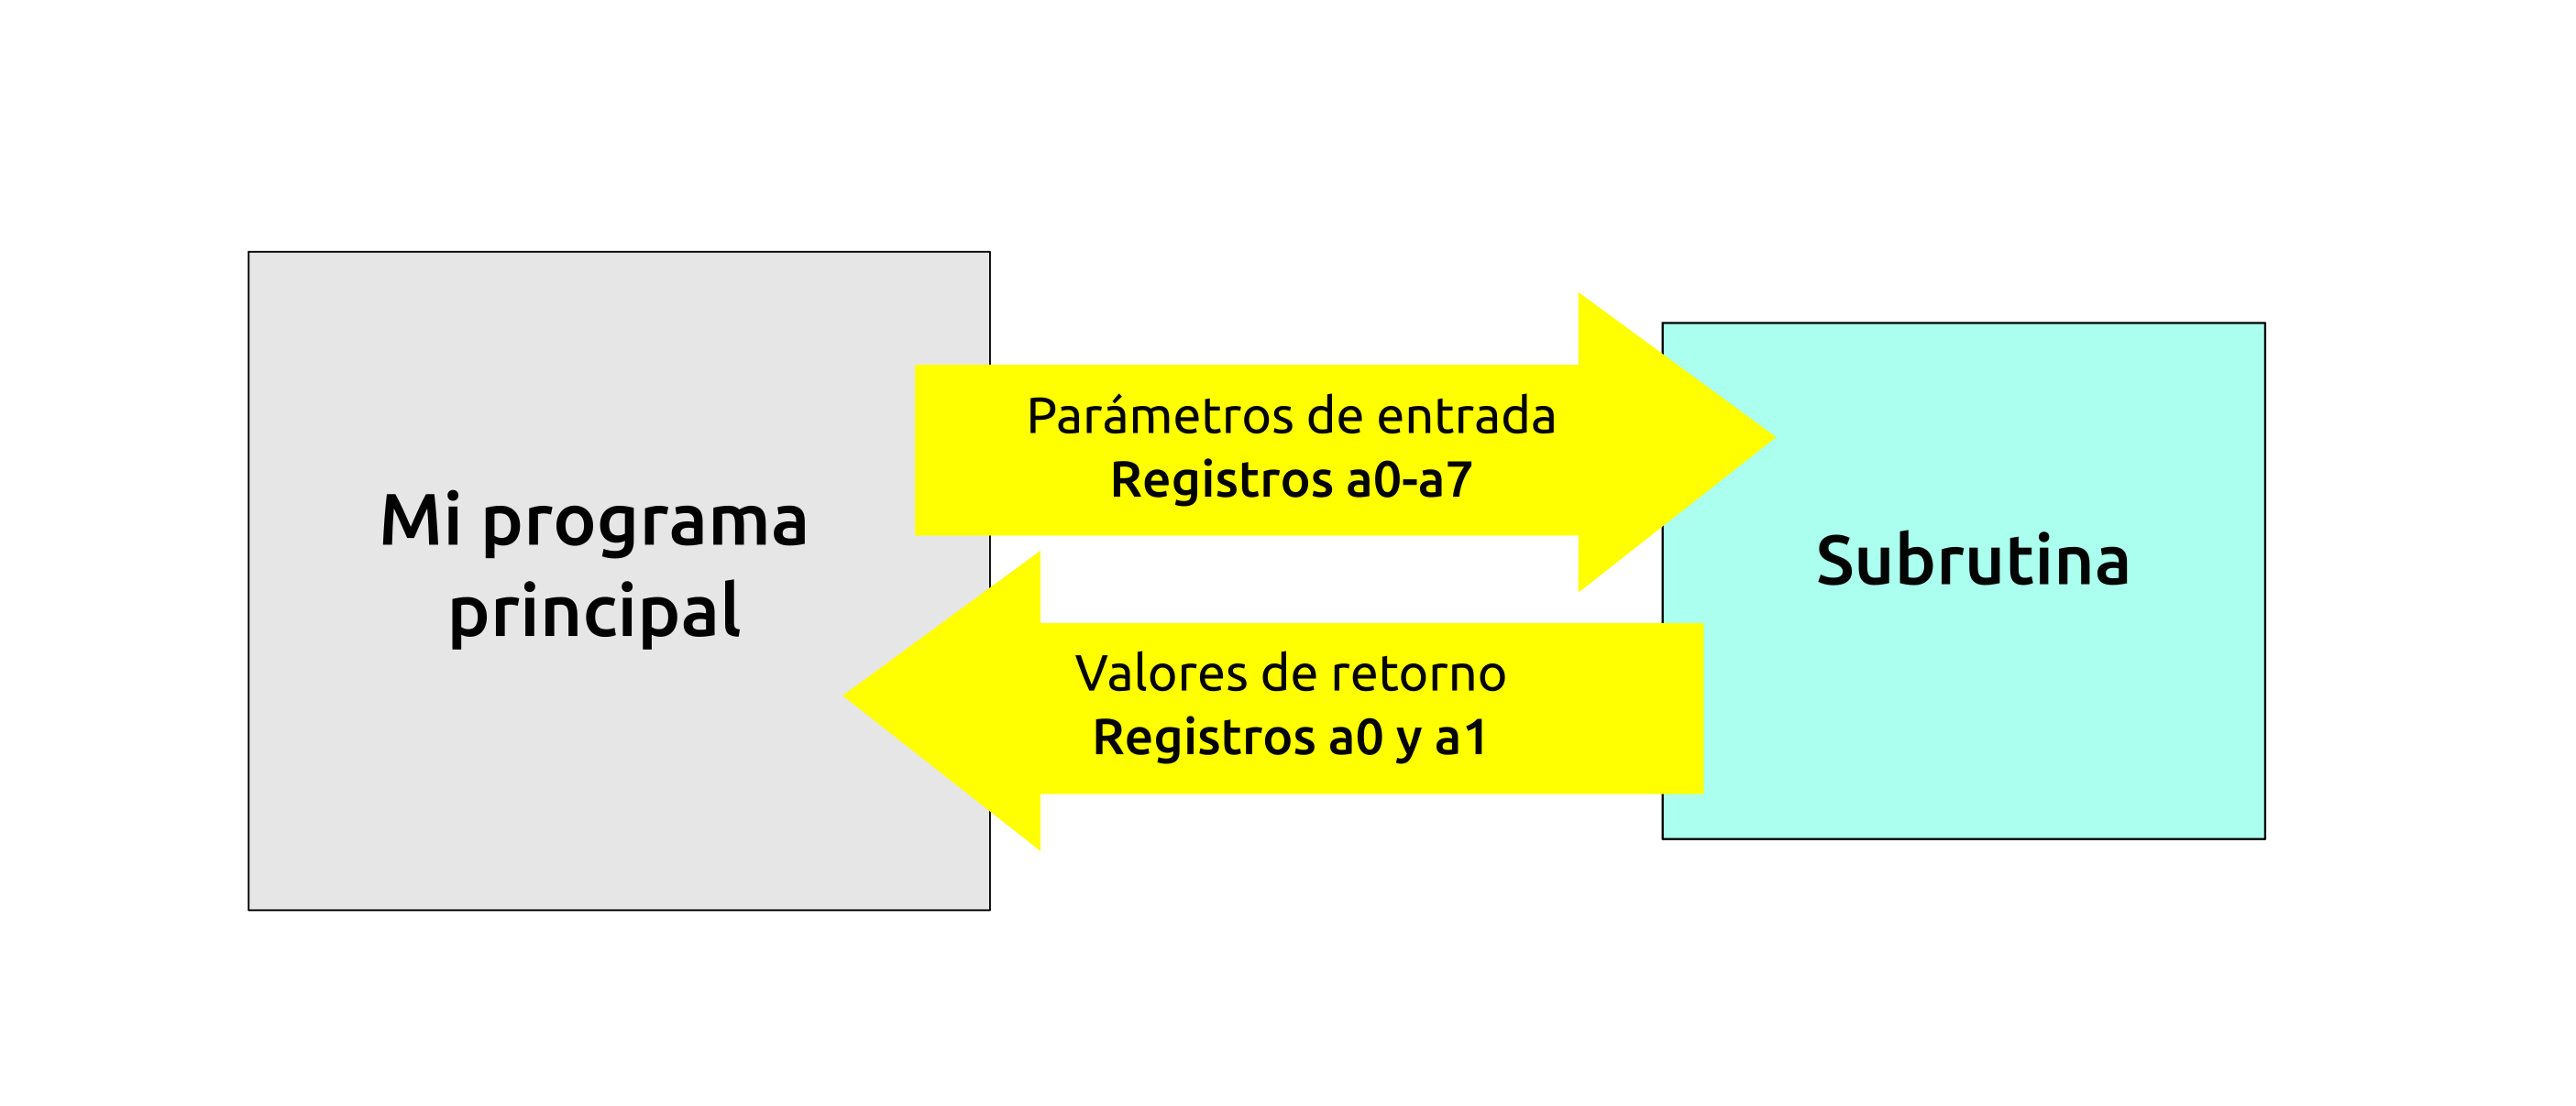 Mi programa
principal
Parámetros de entrada
Registros a0-a7
Valores de retorno
Registros a0 y a1
Subrutina